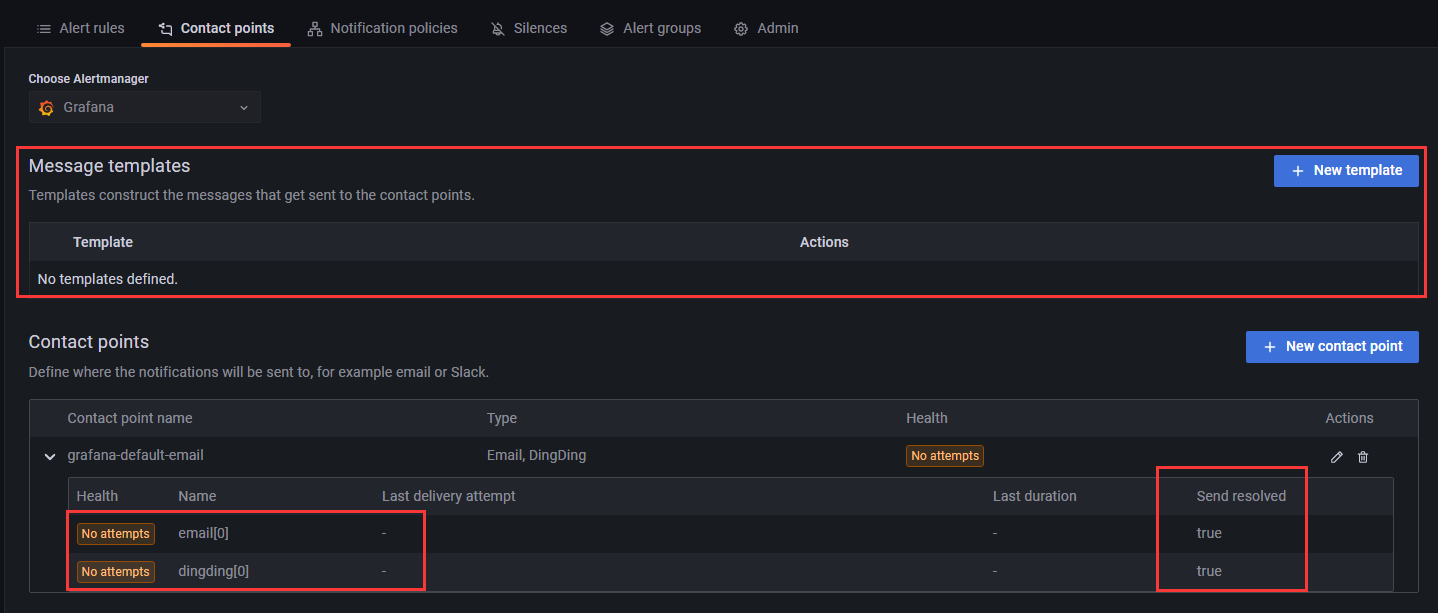 Alert rules Contact points Notification policies Silences Alert groups Admin
Choose Alertmanager
Grafana
Message templates
+ New template
Templates construct the messages that get sent to the contact points.
Template Actions
No templates defined.
Contact points
+ New contact point
Define where the notifications will be sent to, for example email or Slack.
Contact point name Type Health Actions
grafana-default-email Email, DingDing No attempts
Health Name Last delivery attempt Last duration Send resolved
No attempts email[0] - - true
No attempts dingding[0] - - true